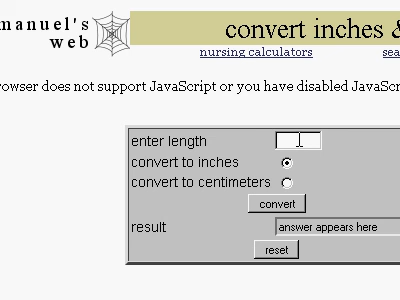 manuel's
web
convert inches &
nursing calculators
sea
rowser does not support JavaScript or you have disabled JavaScr
enter length
convert to inches
convert to centimeters
convert
result
answer appears here
reset